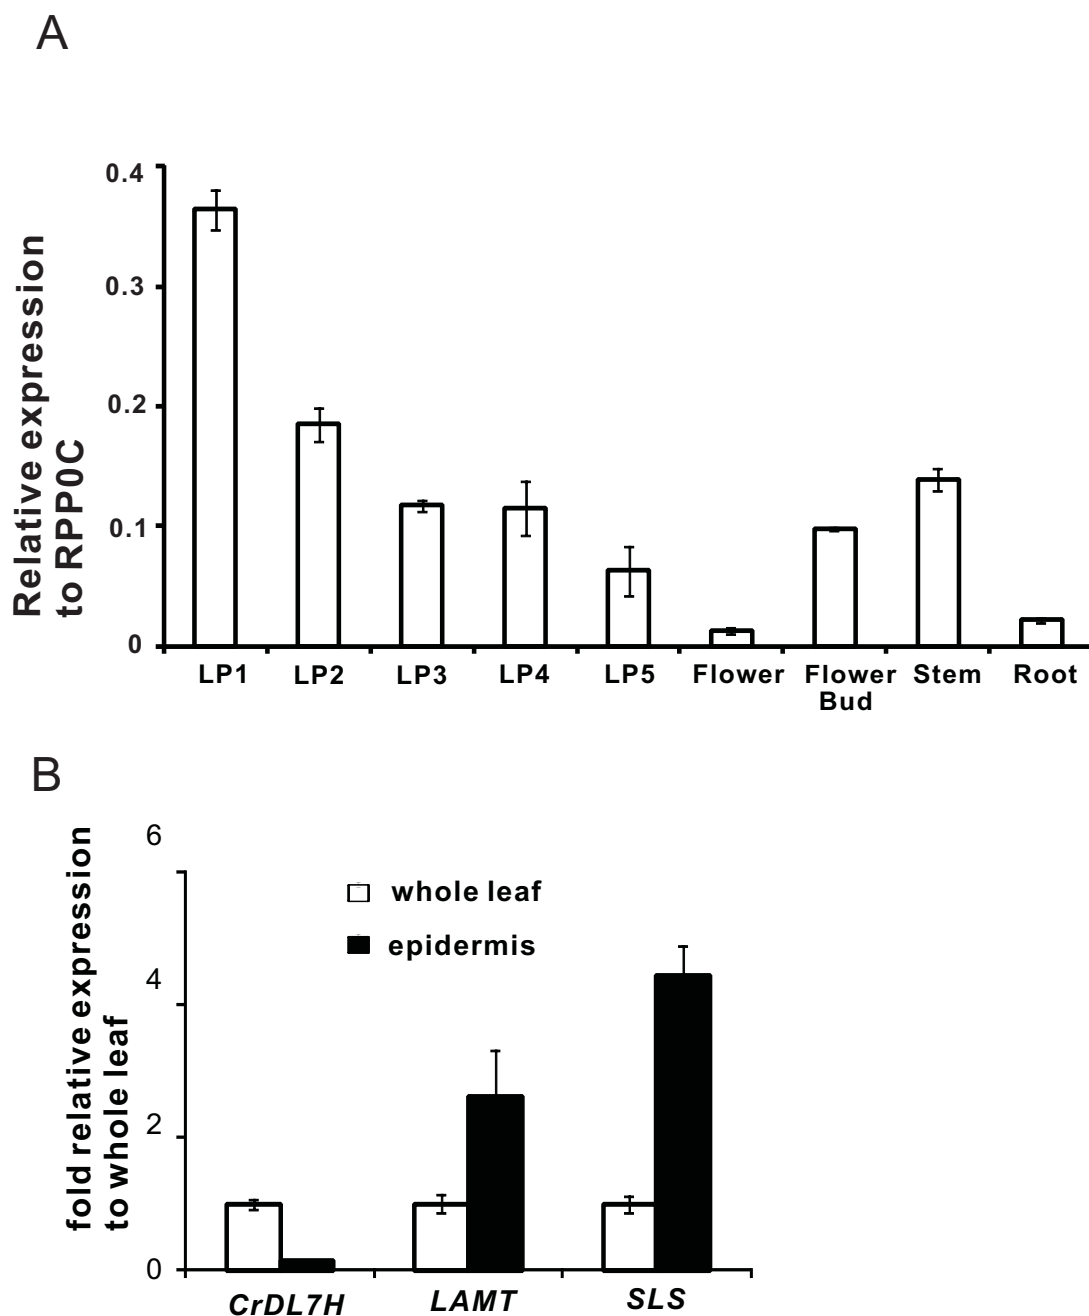 A
Relative expression
to RPP0C
0.4
0.3
0.2
0.1
0
LP1 LP2 LP3 LP4 LP5 Flower Flower Stem Root
Bud
B
fold relative expression
to whole leaf
6
4
2
0
whole leaf
epidermis
CrDL7H LAMT SLS